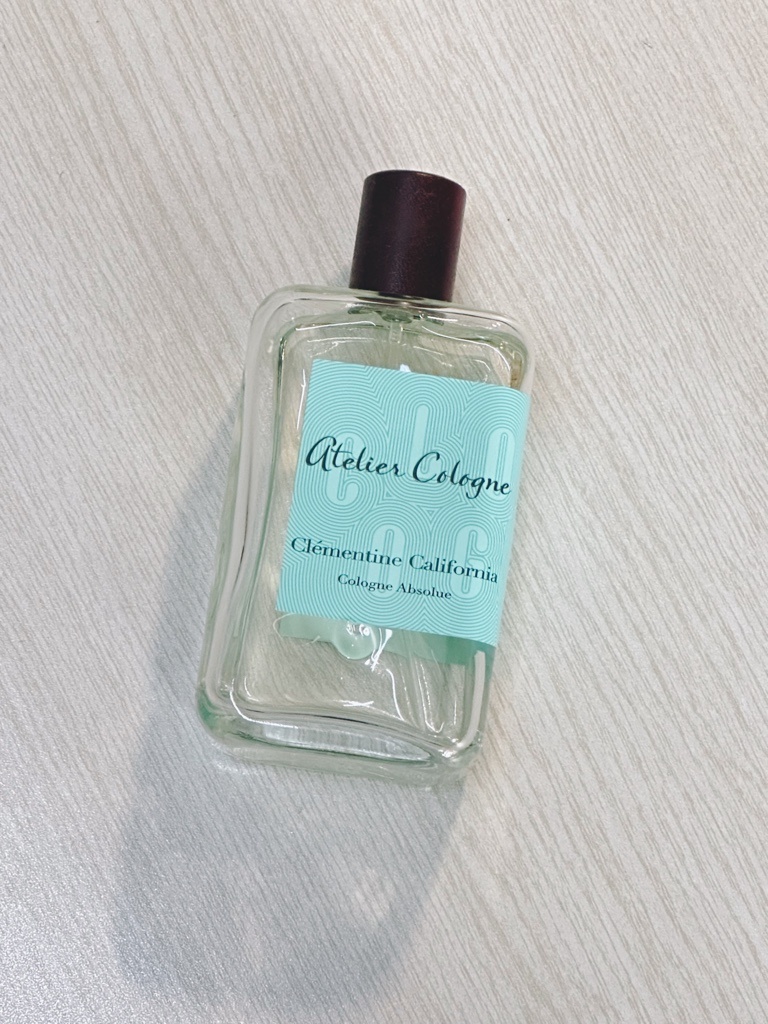 Atelier Cologne
Clémentine California
Cologne Absolue